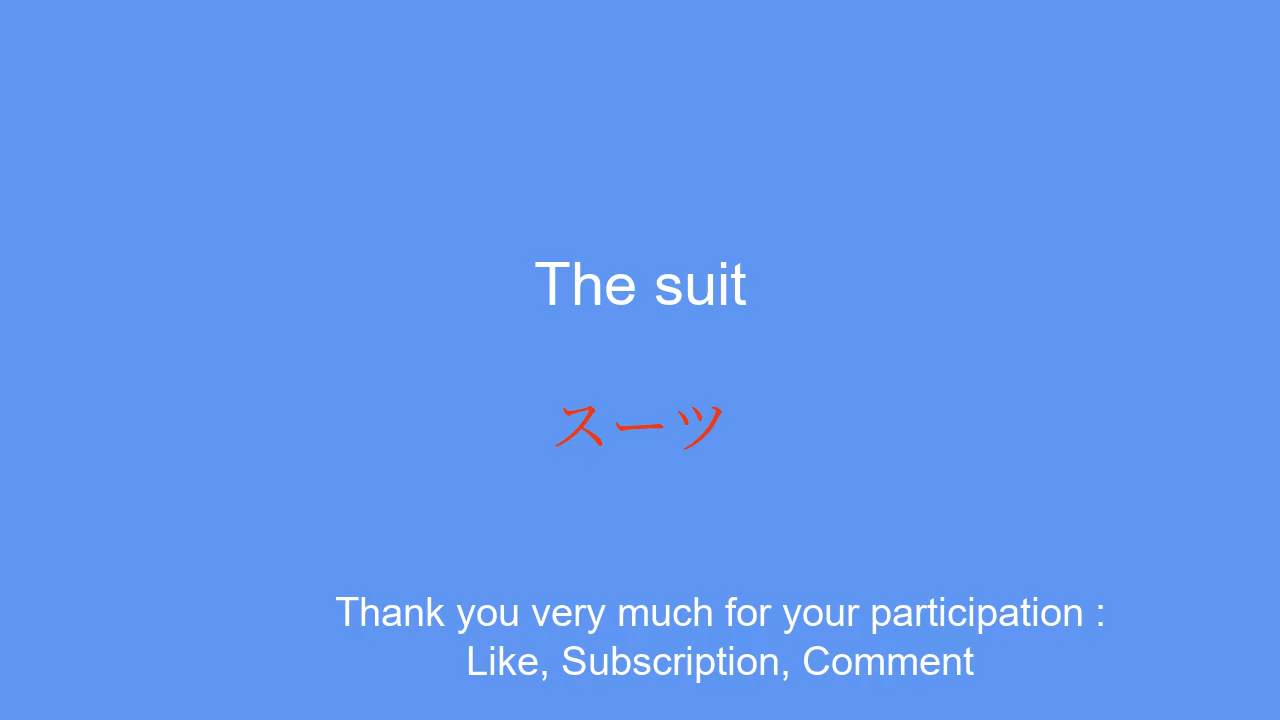 The suit
スーツ
Thank you very much for your participation :
Like, Subscription, Comment